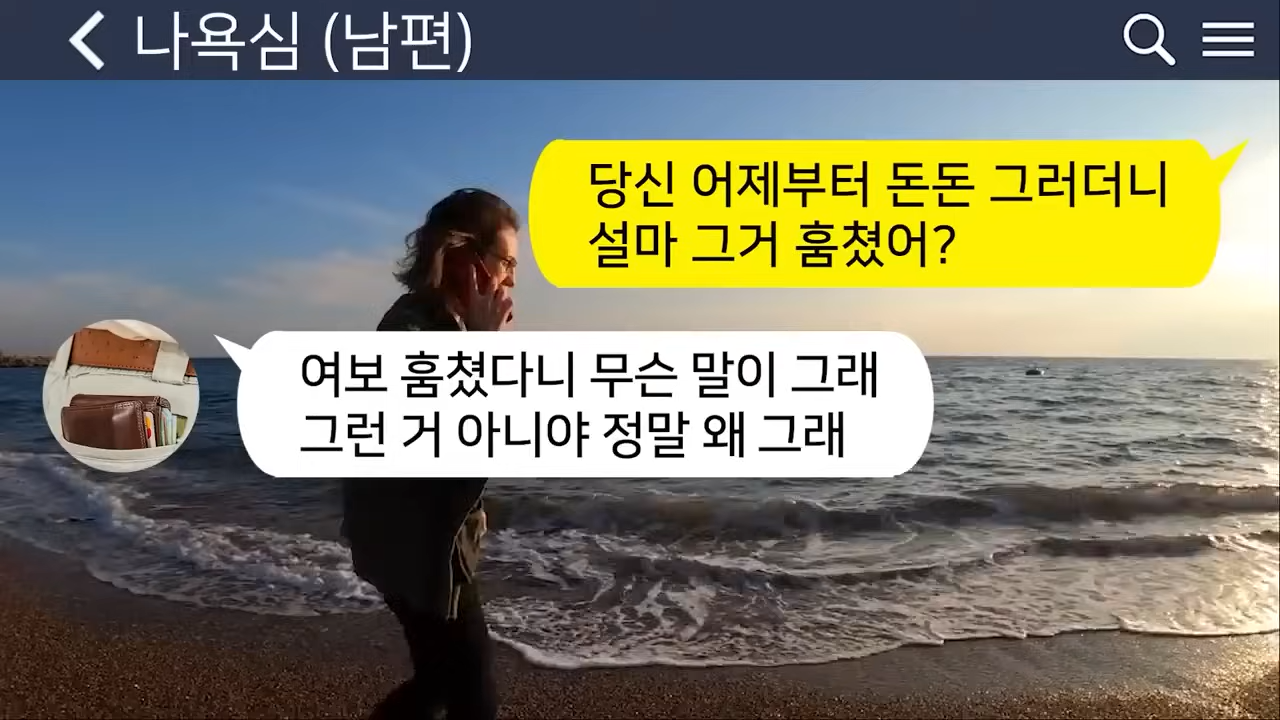 나욕심 (남편)
당신 어제부터 돈돈 그러더니
설마 그거 훔쳤어?
여보 훔쳤다니 무슨 말이 그래
그런 거 아니야 정말 왜 그래